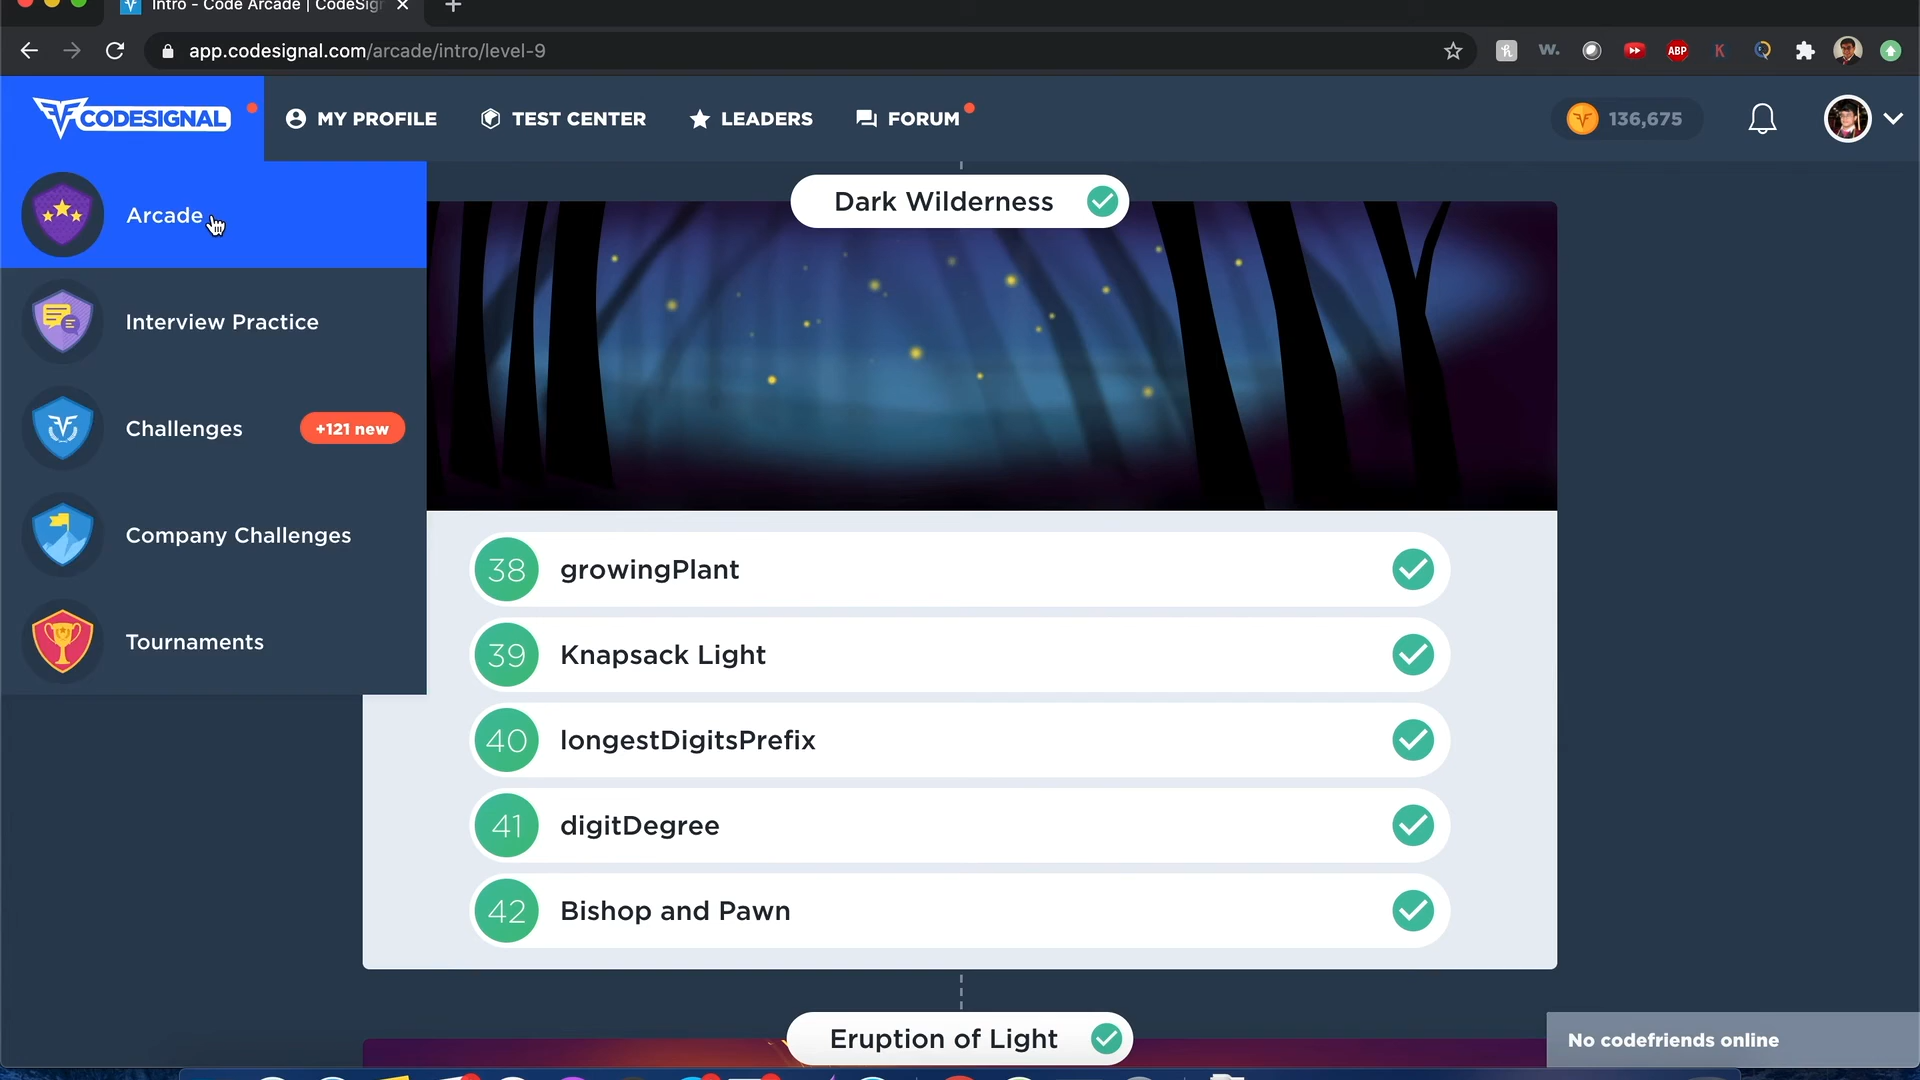 Intro - Code Arcade | CodeSign
app.codesignal.com/arcade/intro/level-9
ABP
CODESIGNAL
MY PROFILE
TEST CENTER
LEADERS
FORUM
136,675
Arcade
Interview Practice
Challenges
+121 new
Company Challenges
Tournaments
Dark Wilderness
38
growingPlant
39
Knapsack Light
40
longestDigitsPrefix
41
digitDegree
42
Bishop and Pawn
Eruption of Light
No codefriends online